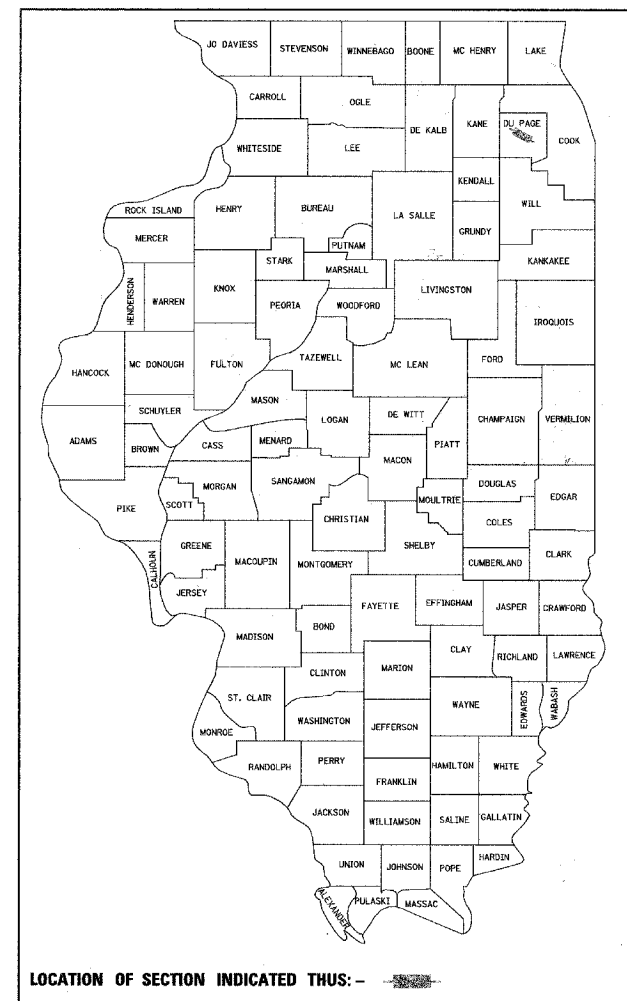 JO DAVIESS STEVENSON WINNEBAGO BOONE MC HENRY LAKE
CARROLL OGLE DE KALB KANE DU PAGE COOK
WHITESIDE LEE
KENDALL WILL
ROCK ISLAND HENRY BUREAU LA SALLE GRUNDY
MERCER PUTNAM
STARK MARSHALL KANKAKEE
HENDERSON WARREN KNOX PEORIA WOODFORD LIVINGSTON
IROQUOIS
HANCOCK MC DONOUGH FULTON TAZEWELL MC LEAN FORD
SCHUYLER MASON
ADAMS BROWN CASS MENARD LOGAN DE WITT CHAMPAIGN VERMILION
PIATT
MACON
PIKE SCOTT MORGAN SANGAMON MOULTRIE DOUGLAS EDGAR
CHRISTIAN COLES
CALHOUN GREENE MACOUPIN MONTGOMERY SHELBY CUMBERLAND CLARK
JERSEY
FAYETTE EFFINGHAM JASPER CRAWFORD
MADISON BOND
CLAY RICHLAND LAWRENCE
CLINTON MARION
ST. CLAIR WAYNE EDWARDS WABASH
MONROE WASHINGTON JEFFERSON
RANDOLPH PERRY HAMILTON WHITE
FRANKLIN
JACKSON WILLIAMSON SALINE GALLATIN
UNION JOHNSON POPE HARDIN
ALEXANDER PULASKI MASSAC
LOCATION OF SECTION INDICATED THUS: –